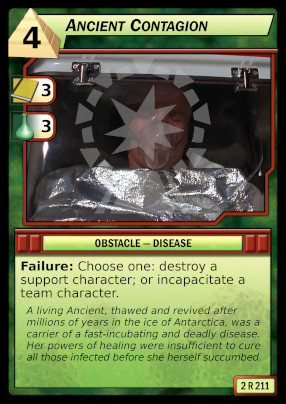 4
ANCIENT CONTAGION
3
3
OBSTACLE — DISEASE
Failure: Choose one: destroy a
support character; or incapacitate a
team character.
A living Ancient, thawed and revived after
millions of years in the ice of Antarctica, was a
carrier of a fast-incubating and deadly disease.
Her powers of healing were insufficient to cure
all those infected before she herself succumbed.
2 R 211